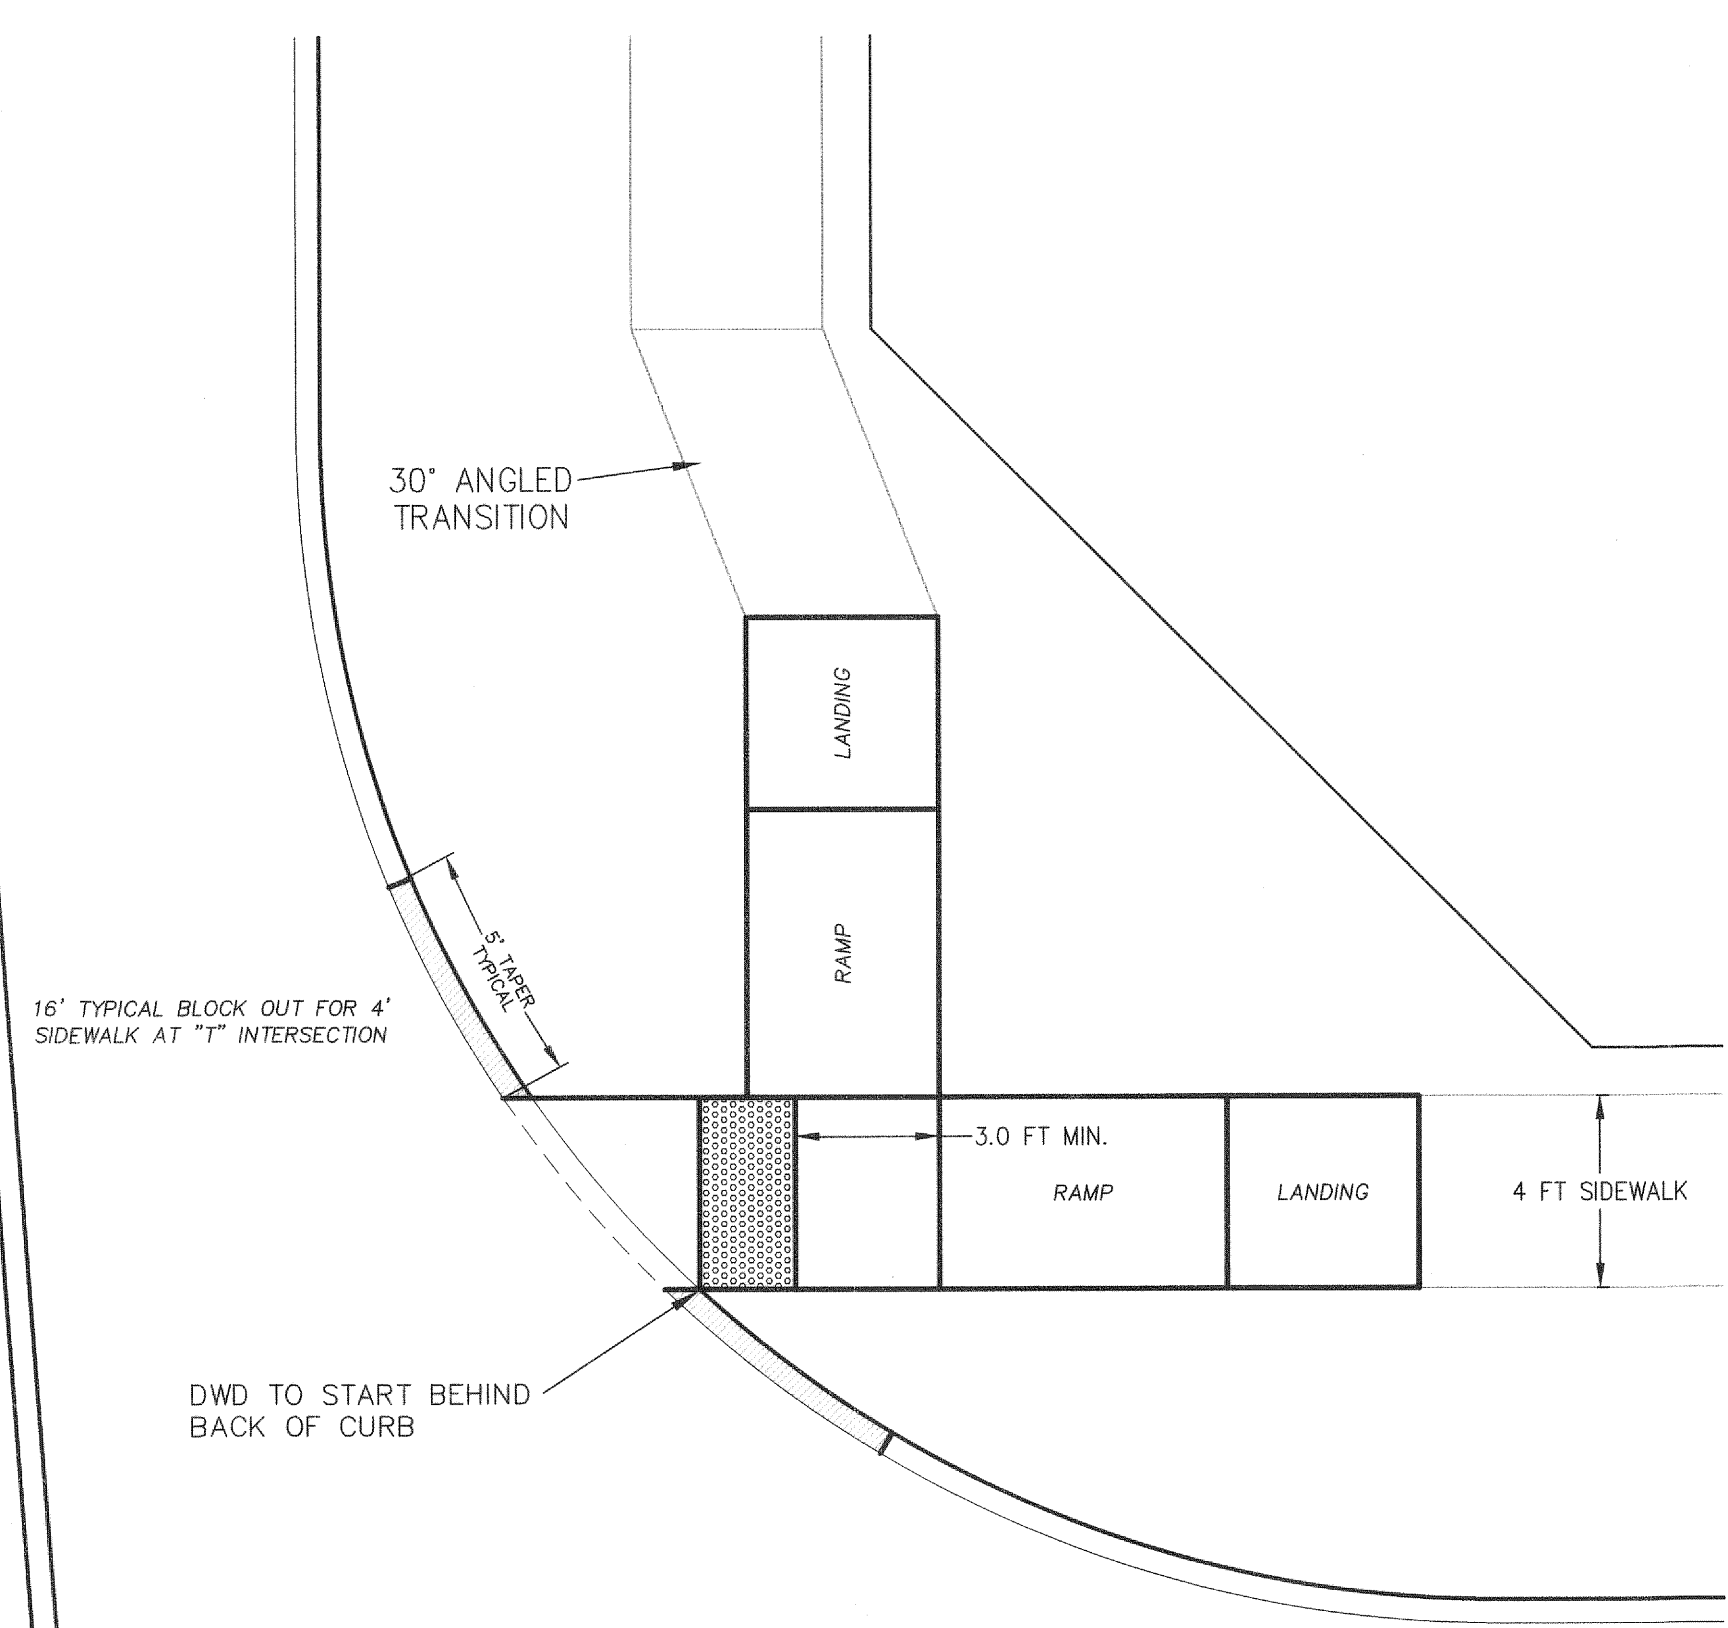 30° ANGLED
TRANSITION
LANDING
RAMP
5' TAPER
TYPICAL
16' TYPICAL BLOCK OUT FOR 4'
SIDEWALK AT "T" INTERSECTION
3.0 FT MIN.
RAMP
LANDING
4 FT SIDEWALK
DWD TO START BEHIND
BACK OF CURB